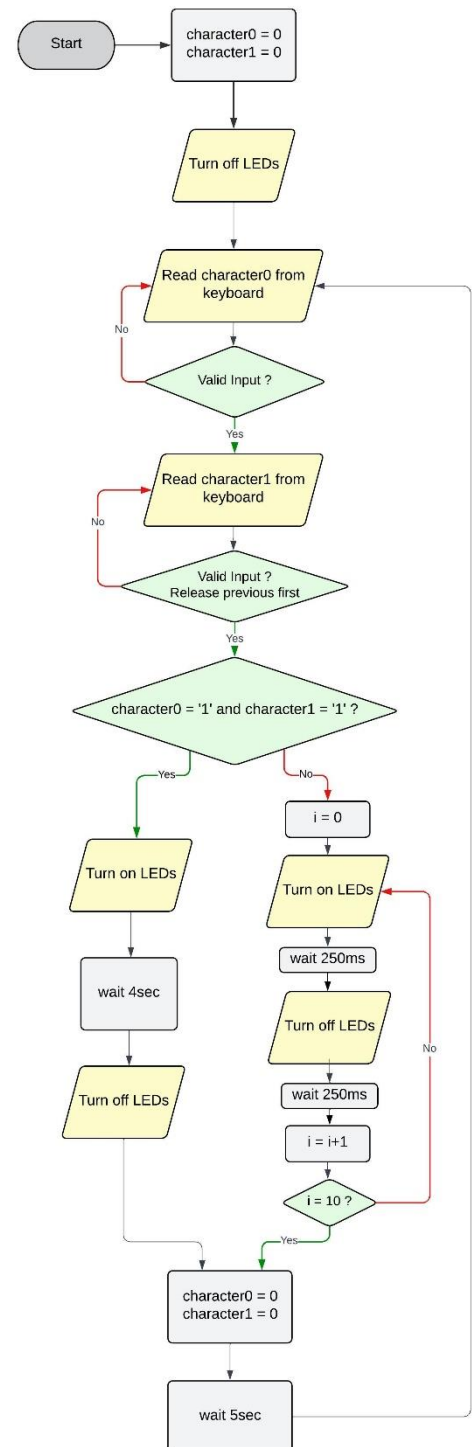 Start
character0 = 0
character1 = 0
Turn off LEDs
Read character0 from
keyboard
No
Valid Input ?
Yes
Read character1 from
keyboard
No
Valid Input ?
Release previous first
Yes
character0 = '1' and character1 = '1' ?
Yes
No
i = 0
Turn on LEDs
Turn on LEDs
wait 250ms
wait 4sec
Turn off LEDs
No
Turn off LEDs
wait 250ms
i = i+1
i = 10 ?
Yes
character0 = 0
character1 = 0
wait 5sec